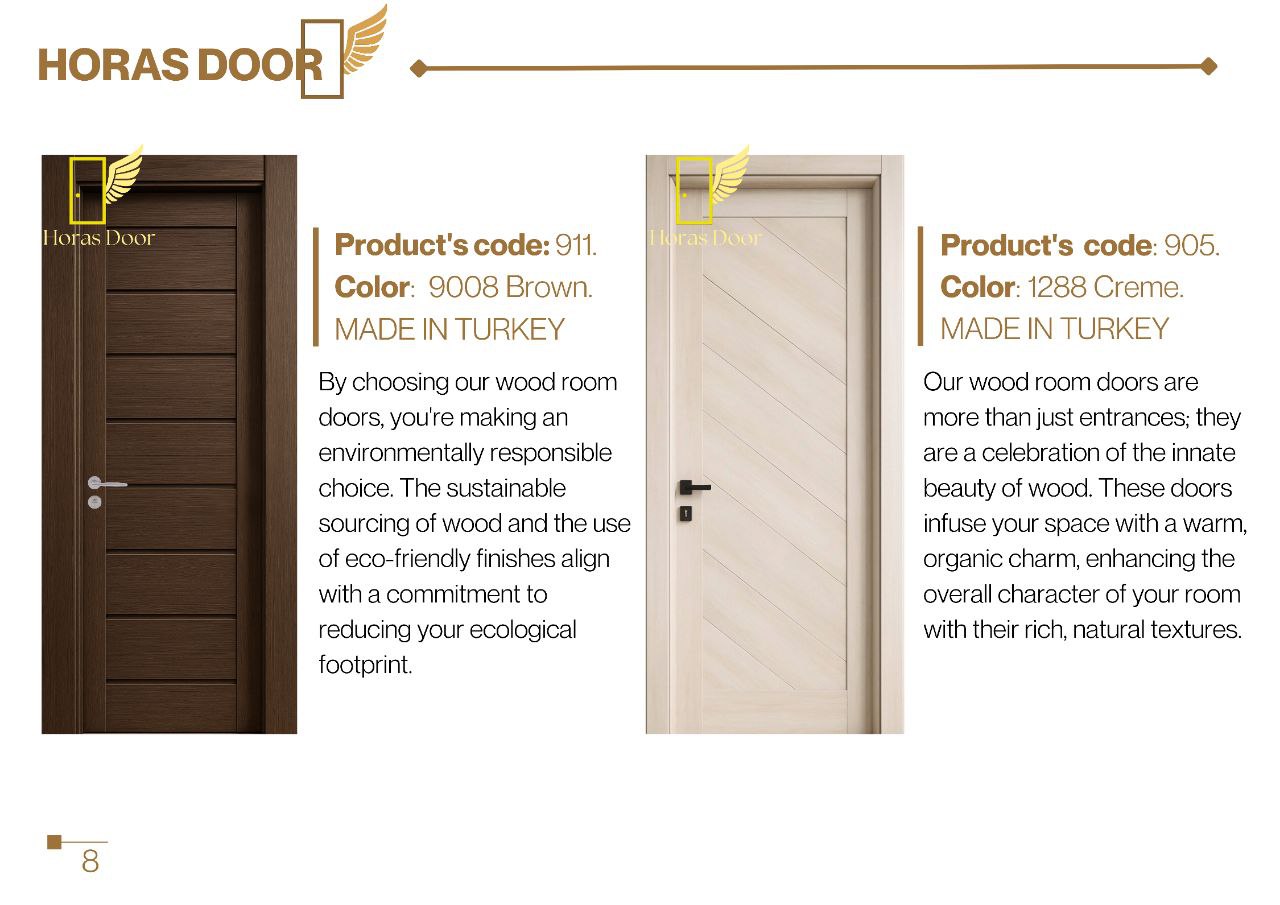 HORAS DOOR
Horas Door
Product's code: 911.
Color:  9008 Brown.
MADE IN TURKEY
By choosing our wood room
doors, you're making an
environmentally responsible
choice. The sustainable
sourcing of wood and the use
of eco-friendly finishes align
with a commitment to
reducing your ecological
footprint.
Horas Door
Product's  code: 905.
Color: 1288 Creme.
MADE IN TURKEY
Our wood room doors are
more than just entrances; they
are a celebration of the innate
beauty of wood. These doors
infuse your space with a warm,
organic charm, enhancing the
overall character of your room
with their rich, natural textures.
8